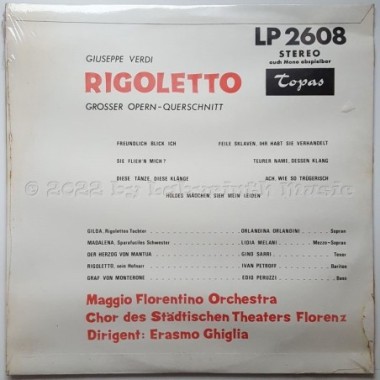 LP 2608
STEREO
auch Mono abspielbar
Topas
GIUSEPPE VERDI
RIGOLETTO
GROSSER OPERN-QUERSCHNITT
FREUNDLICH BLICK ICH
FEILE SKLAVEN, IHR HABT SIE VERHANDELT
SIE FLIEH'N MICH?
TEURER NAME, DESSEN KLANG
DIESE TÄNZE, DIESE KLÄNGE
ACH, WIE SO TRÜGERISCH
HOLDES MÄDCHEN, SIEH MEIN LEIDEN
© 2022 by Lakomirth Music
GILDA, Rigolettos Tochter ORLANDINA ORLANDINI Sopran
MADALENA, Sparafuciles Schwester LIDIA MELANI Mezzo-Sopran
DER HERZOG VON MANTUA GINO SARRI Tenor
RIGOLETTO, sein Hofnarr IVAN PETROFF Bariton
GRAF VON MONTERONE EDIO PERUZZI Bass
Maggio Florentino Orchestra
Chor des Städtischen Theaters Florenz
Dirigent: Erasmo Ghiglia